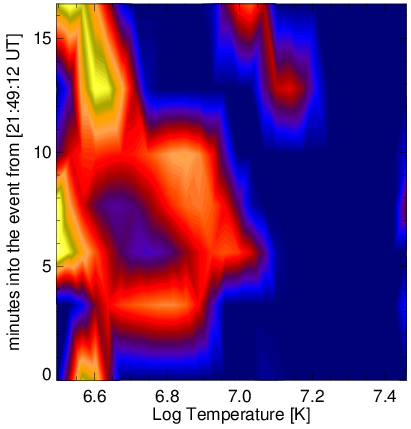 minutes into the event from [21:49:12 UT]
15
10
5
0
6.6 6.8 7.0 7.2 7.4
Log Temperature [K]